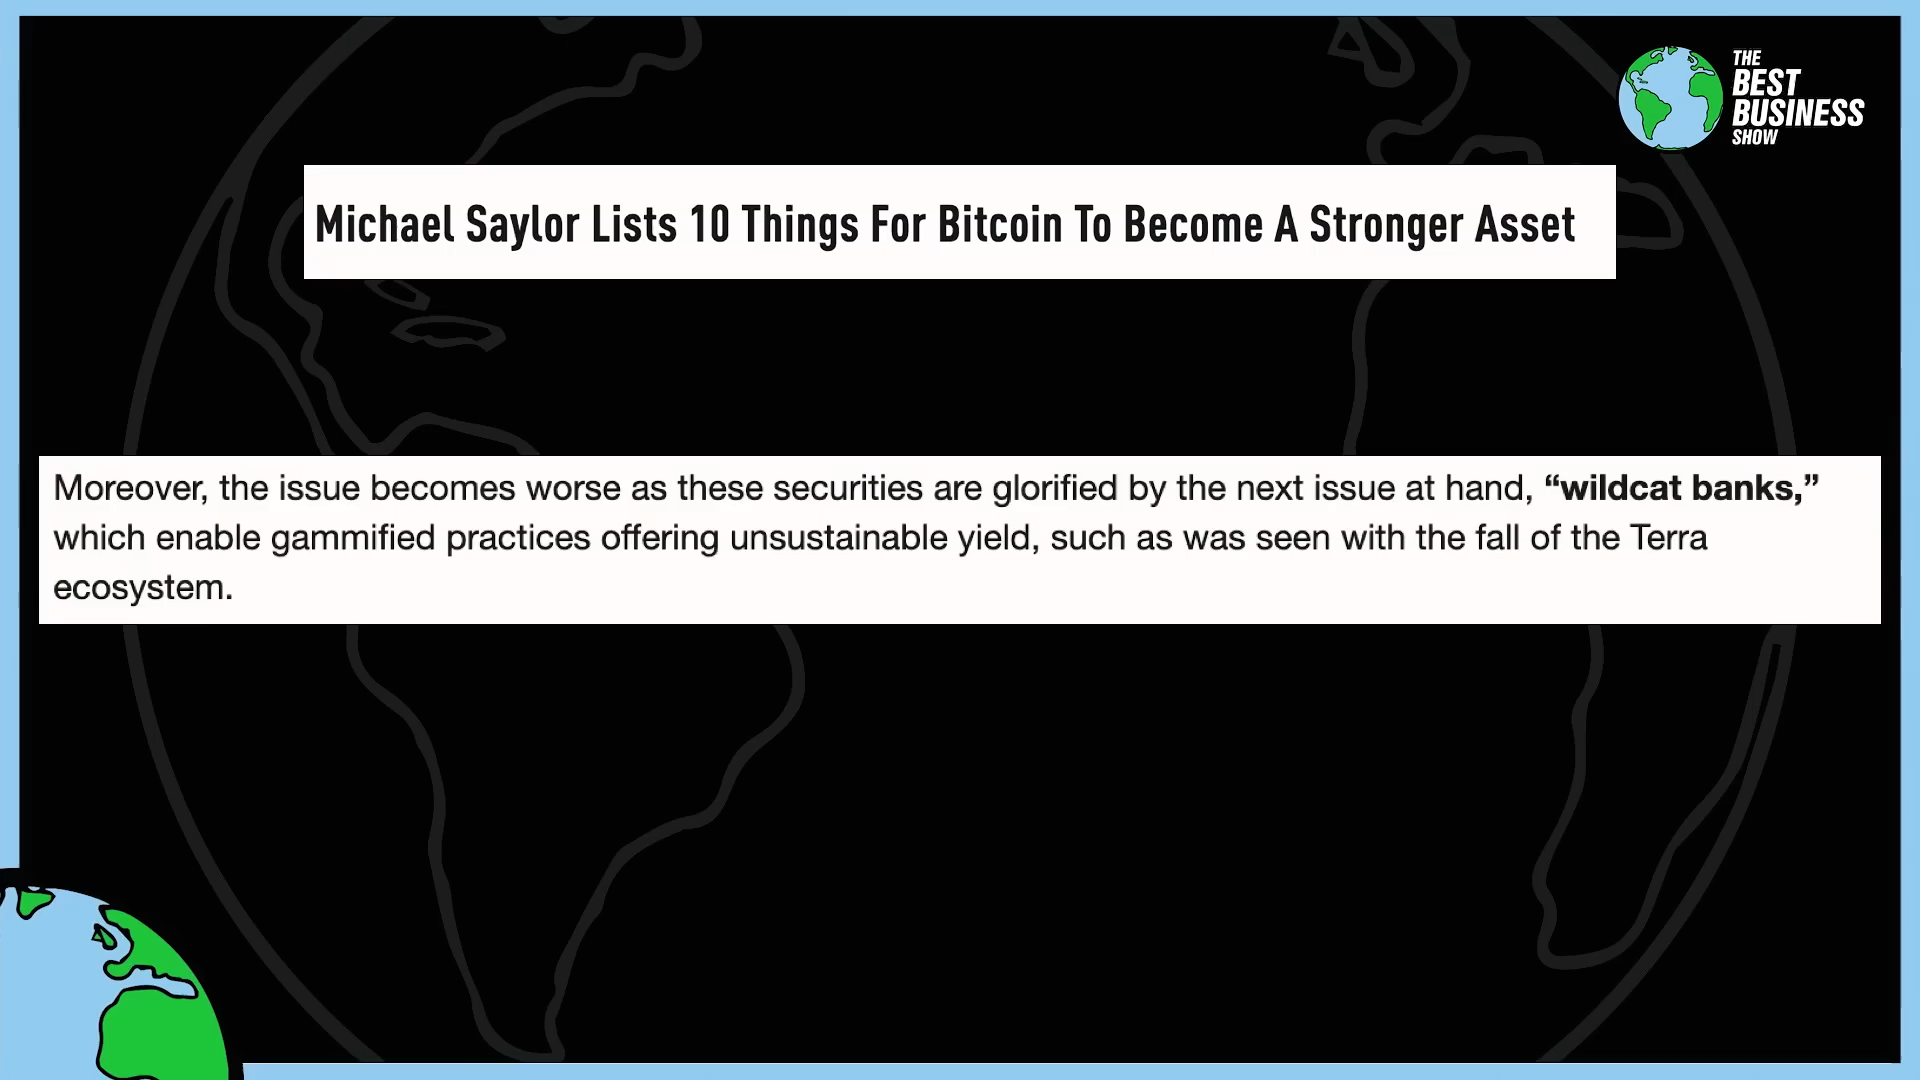 THE
BEST
BUSINESS
SHOW
Michael Saylor Lists 10 Things For Bitcoin To Become A Stronger Asset
Moreover, the issue becomes worse as these securities are glorified by the next issue at hand, “wildcat banks,”
which enable gammified practices offering unsustainable yield, such as was seen with the fall of the Terra
ecosystem.